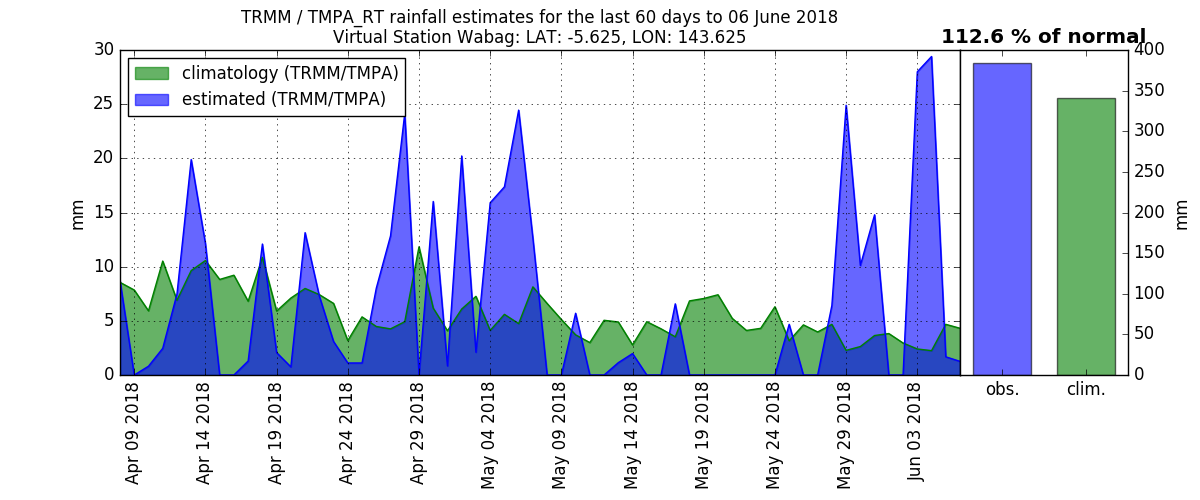 TRMM / TMPA_RT rainfall estimates for the last 60 days to 06 June 2018
Virtual Station Wabag: LAT: -5.625, LON: 143.625
112.6 % of normal
climatology (TRMM/TMPA)
estimated (TRMM/TMPA)
mm
30
25
20
15
10
5
0
Apr 09 2018
Apr 14 2018
Apr 19 2018
Apr 24 2018
Apr 29 2018
May 04 2018
May 09 2018
May 14 2018
May 19 2018
May 24 2018
May 29 2018
Jun 03 2018
obs.
clim.
400
350
300
250
200
150
100
50
0
mm